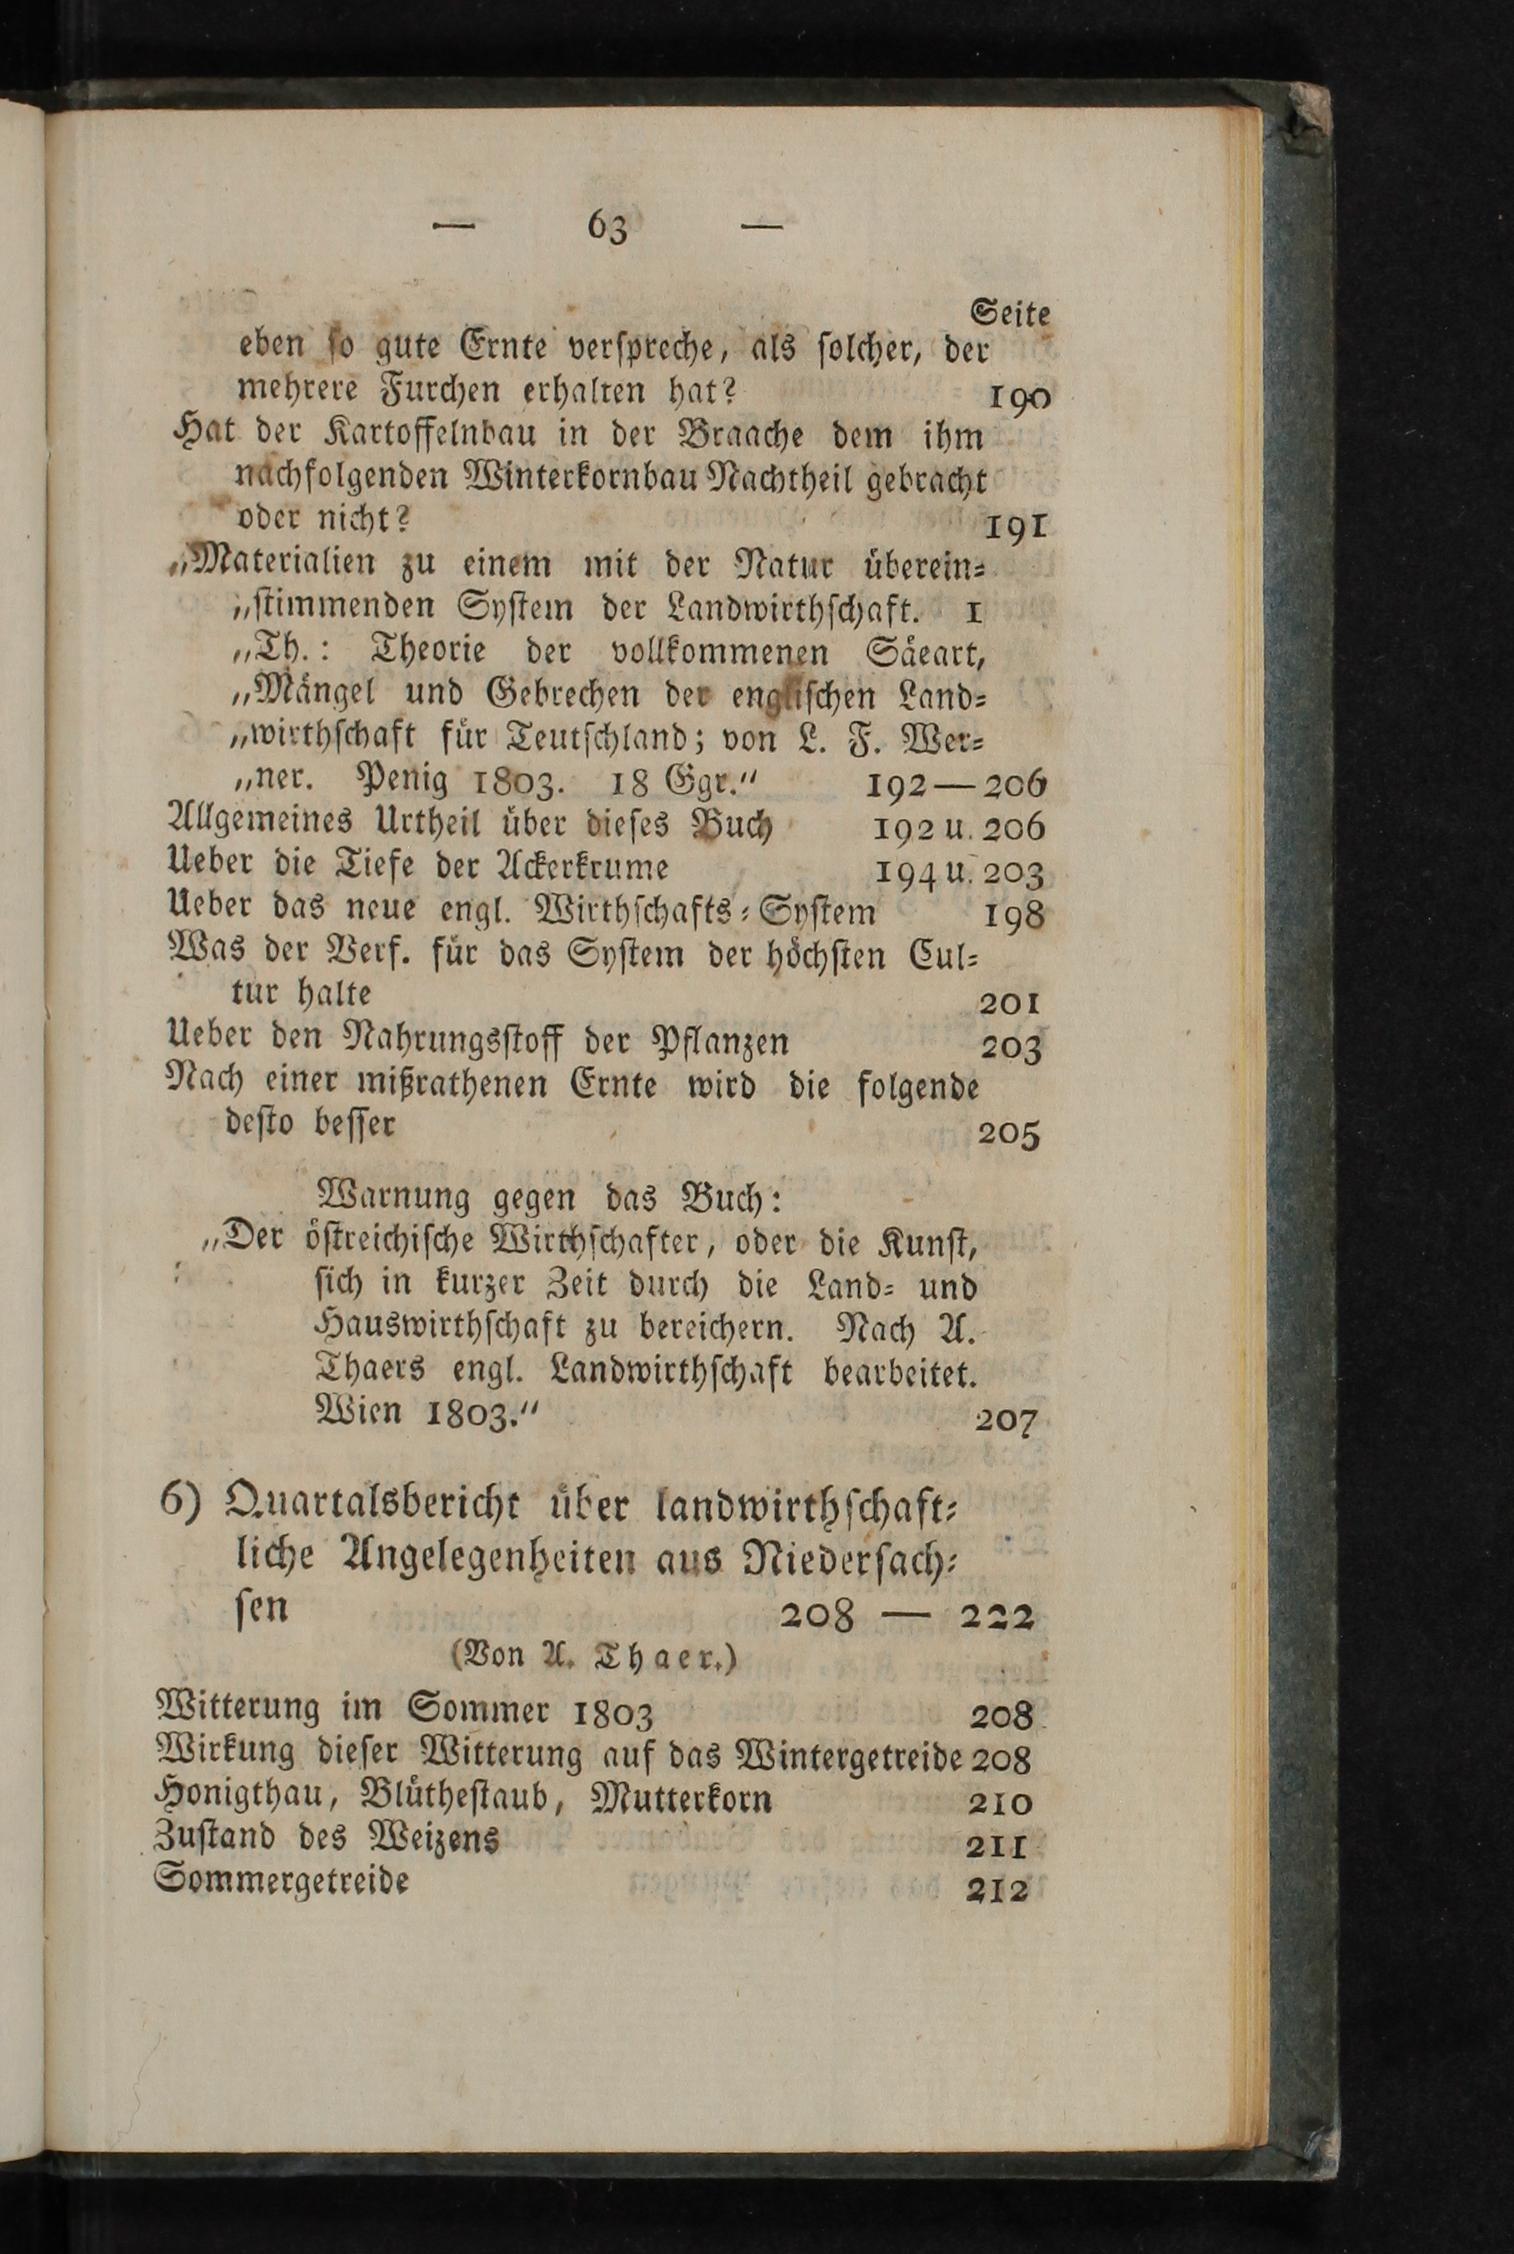 — 63 —
Seite
eben ſo gute Ernte verſpreche, als ſolcher, der
mehrere Furchen erhalten hat? 190
Hat der Kartoffelnbau in der Braache dem ihm
nachfolgenden Winterkornbau Nachtheil gebracht
oder nicht? 191
„Materialien zu einem mit der Natur überein⸗
„ſtimmenden Syſtem der Landwirthſchaft. 1
„Th.: Theorie der vollkommenen Säeart,
„Mängel und Gebrechen der engliſchen Land⸗
„wirthſchaft für Teutſchland; von L. F. Wer⸗
„ner. Penig 1803. 18 Ggr.“ 192—206
Allgemeines Urtheil über dieſes Buch 192 u. 206
Ueber die Tiefe der Ackerkrume 194 u. 203
Ueber das neue engl. Wirthſchafts⸗Syſtem 198
Was der Verf. für das Syſtem der höchſten Cul⸗
tur halte 201
Ueber den Nahrungsſtoff der Pflanzen 203
Nach einer mißrathenen Ernte wird die folgende
deſto beſſer 205
Warnung gegen das Buch:
„Der öſtreichiſche Wirthſchafter, oder die Kunſt,
ſich in kurzer Zeit durch die Land⸗ und
Hauswirthſchaft zu bereichern. Nach A.
Thaers engl. Landwirthſchaft bearbeitet.
Wien 1803.“ 207
6) Quartalsbericht über landwirthſchaft⸗
liche Angelegenheiten aus Niederſach⸗
ſen 208 — 222
(Von A. Thaer.)
Witterung im Sommer 1803 208
Wirkung dieſer Witterung auf das Wintergetreide 208
Honigthau, Blütheſtaub, Mutterkorn 210
Zuſtand des Weizens 211
Sommergetreide 212